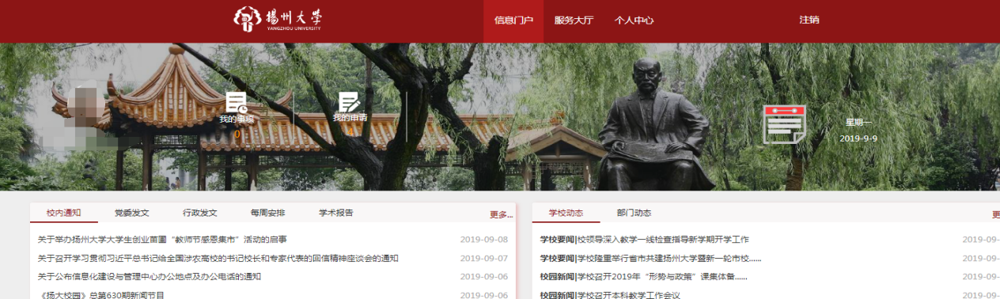 揚州大学
YANGZHOU UNIVERSITY
信息门户 服务大厅 个人中心 注销
我的事项
0
我的申请
星期一
2019-9-9
校内通知 党委发文 行政发文 每周安排 学术报告 更多...
关于举办扬州大学大学生创业苗圃“教师节感恩集市”活动的启事 2019-09-08
关于召开学习贯彻习近平总书记给全国涉农高校的书记校长和专家代表的回信精神座谈会的通知 2019-09-07
关于公布信息化建设与管理中心办公地点及办公电话的通知 2019-09-06
《扬大校园》总第630期新闻节目 2019-09-06
学校动态 部门动态 更
学校要闻|校领导深入教学一线检查指导新学期开学工作 2019-09-
学校要闻|学校隆重举行省市共建扬州大学暨新一轮市校...... 2019-09-
校园新闻|学校召开2019年“形势与政策”课集体备...... 2019-09-
校园新闻|学校召开本科教学工作会议 2019-09-